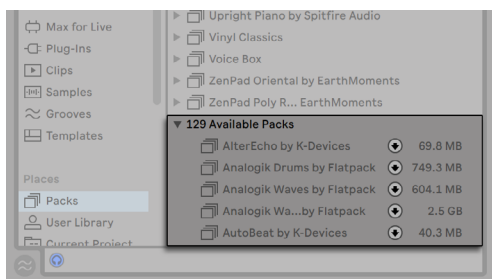 Max for Live
Plug-Ins
Clips
Samples
Grooves
Templates
Places
Packs
User Library
Current Project
Upright Piano by Spitfire Audio
Vinyl Classics
Voice Box
ZenPad Oriental by EarthMoments
ZenPad Poly R... EarthMoments
129 Available Packs
AlterEcho by K-Devices 69.8 MB
Analogik Drums by Flatpack 749.3 MB
Analogik Waves by Flatpack 604.1 MB
Analogik Wa...by Flatpack 2.5 GB
AutoBeat by K-Devices 40.3 MB